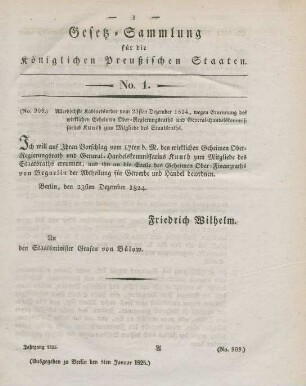 — 1 —
Gesetz-Sammlung
für die
Königlichen Preußischen Staaten.
No. 1.
(No. 909.) Allerhöchste Kabinetsorder vom 23sten Dezember 1824., wegen Ernennung des
wirklichen Geheimen Ober-Regierungsraths und General-Handelskommis-
sarius Kunth zum Mitgliede des Staatsraths.
Ich will auf Ihren Vorschlag vom 17ten d. M. den wirklichen Geheimen Ober-
Regierungsrath und General-Handelskommissarius Kunth zum Mitgliede des
Staatsraths ernennen, und ihn an die Stelle des Geheimen Ober-Finanzraths
von Beguelin der Abtheilung für Gewerbe und Handel beiordnen.
Berlin, den 23sten Dezember 1824.
Friedrich Wilhelm.
An
den Staatsminister Grafen von Bülow.
Jahrgang 1825.
A
(No. 909.)
(Ausgegeben zu Berlin den 8ten Januar 1825.)